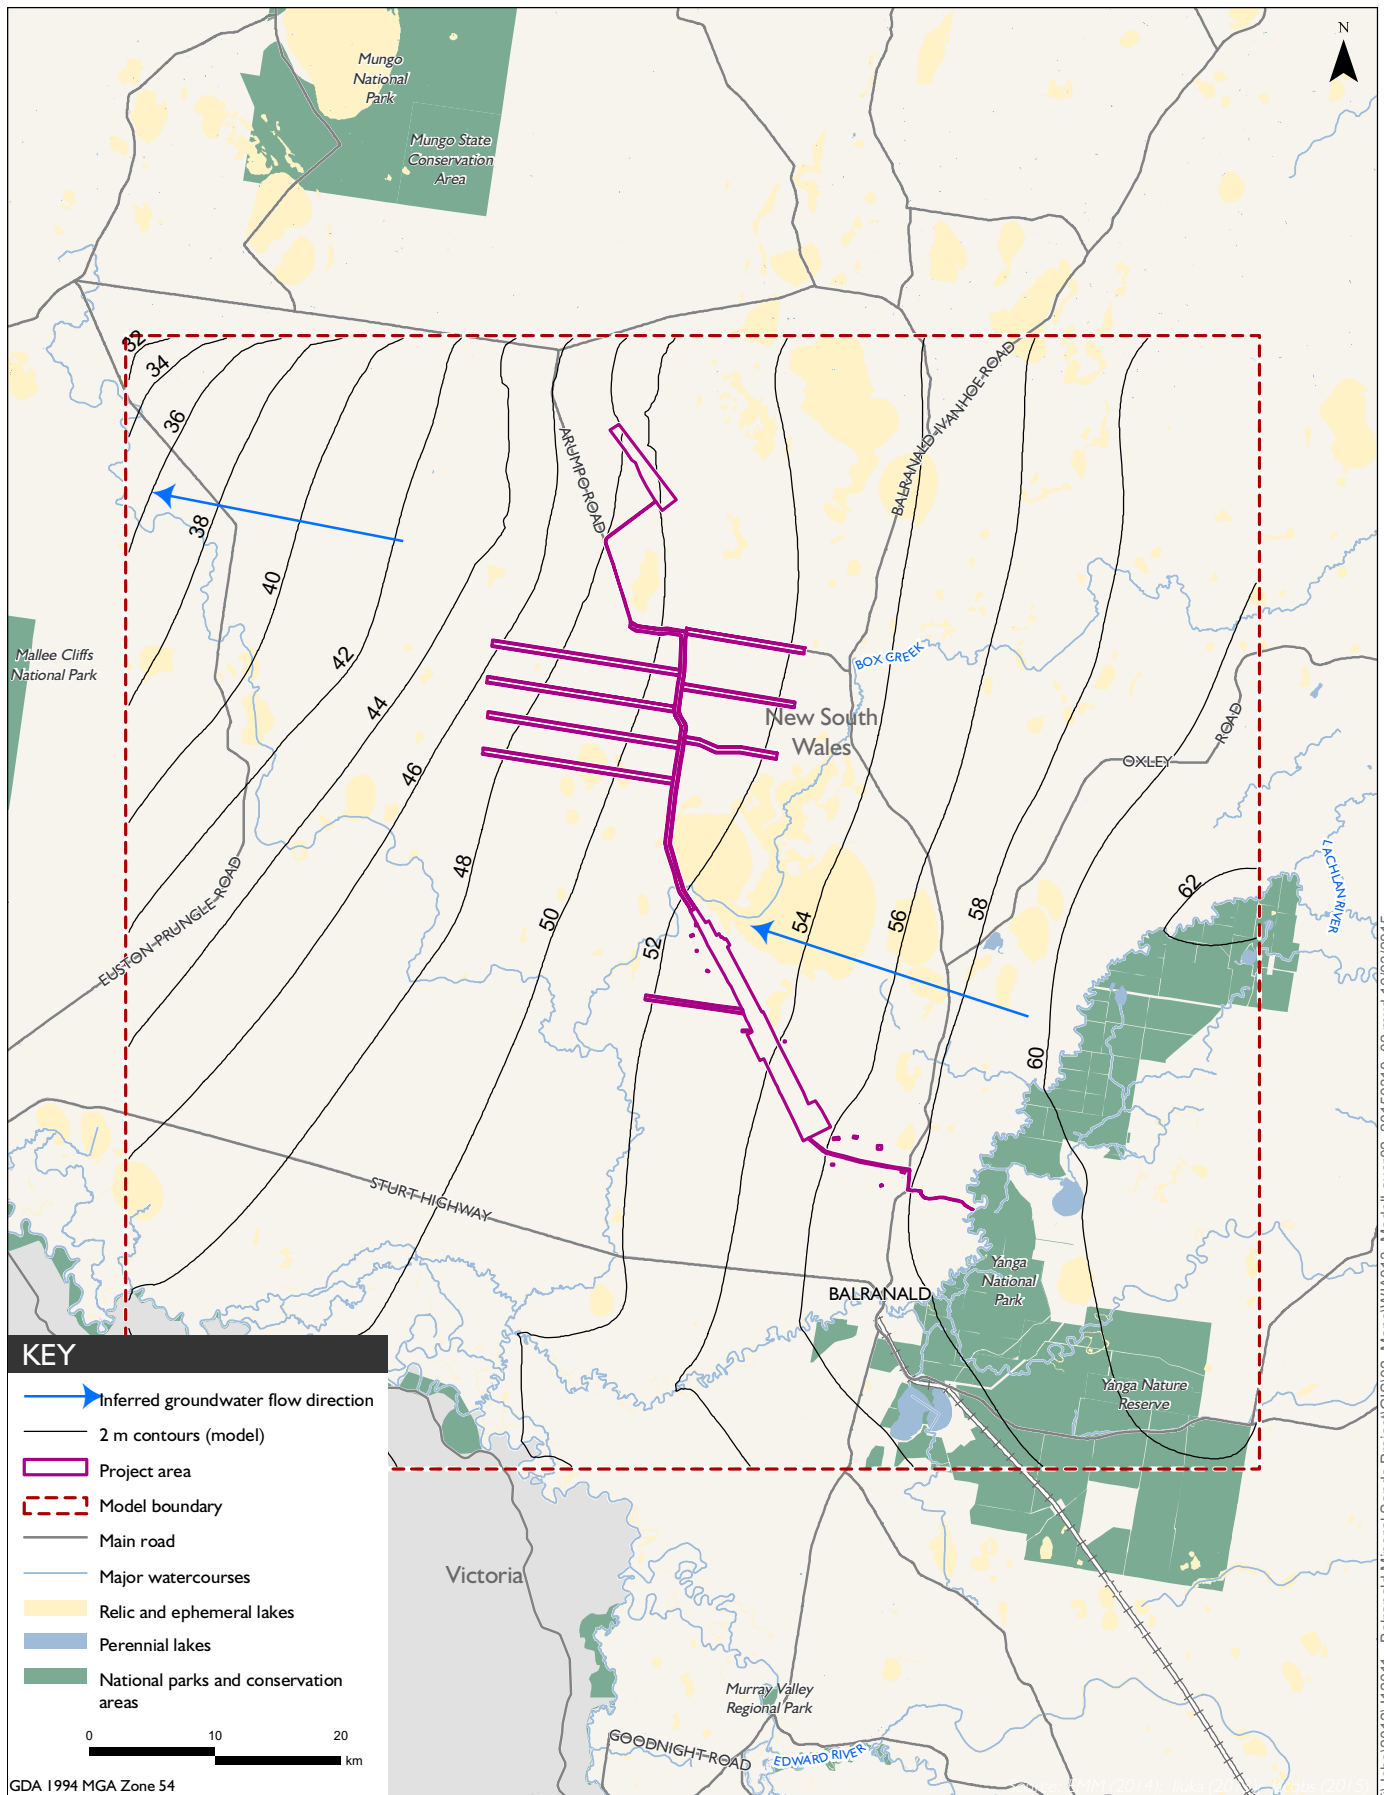 N
Mungo
National
Park
Mungo State
Conservation
Area
32
34
36
38
40
42
44
46
48
50
52
54
56
58
60
62
ARUMPO ROAD
BALRANALD-IVANHOE ROAD
Mallee Cliffs
National Park
BOX CREEK
New South
Wales
OXLEY
ROAD
LACHLAN RIVER
EUSTON-PRUNGLE ROAD
STURT HIGHWAY
Yanga
National
Park
BALRANALD
Yanga Nature
Reserve
Victoria
Murray Valley
Regional Park
GOODNIGHT ROAD
EDWARD RIVER
KEY
Inferred groundwater flow direction
2 m contours (model)
Project area
Model boundary
Main road
Major watercourses
Relic and ephemeral lakes
Perennial lakes
National parks and conservation
areas
0 10 20
km
GDA 1994 MGA Zone 54